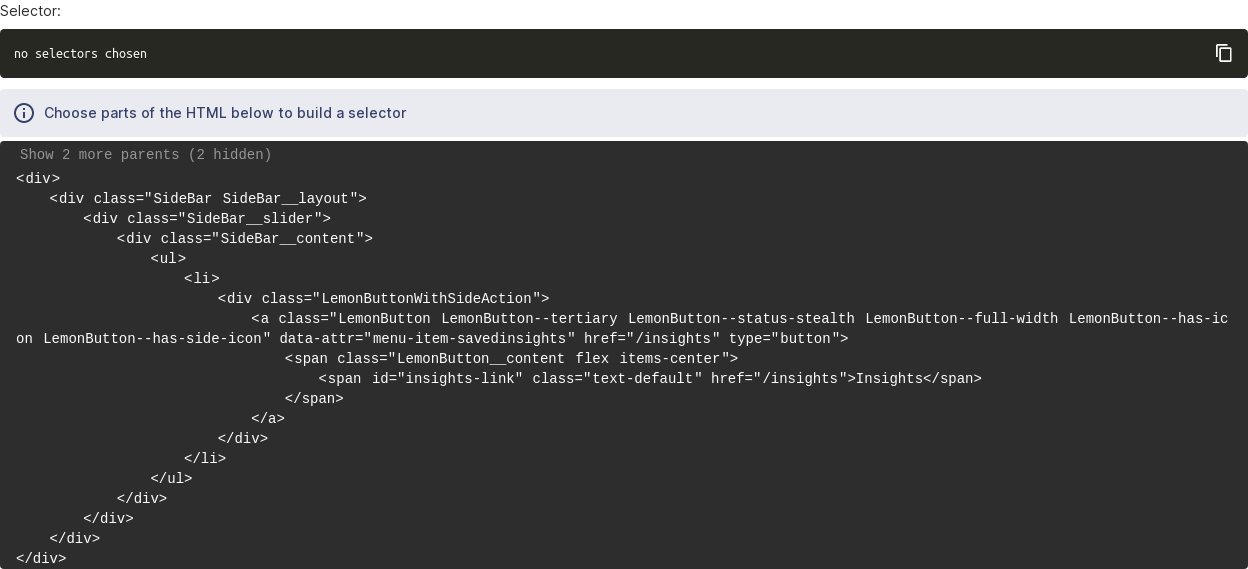 Selector:
no selectors chosen
Choose parts of the HTML below to build a selector
Show 2 more parents (2 hidden)
<div>
<div class="SideBar SideBar__layout">
<div class="SideBar__slider">
<div class="SideBar__content">
<ul>
<li>
<div class="LemonButtonWithSideAction">
<a class="LemonButton LemonButton--tertiary LemonButton--status-stealth LemonButton--full-width LemonButton--has-ic
on LemonButton--has-side-icon" data-attr="menu-item-savedinsights" href="/insights" type="button">
<span class="LemonButton__content flex items-center">
<span id="insights-link" class="text-default" href="/insights">Insights</span>
</span>
</a>
</div>
</li>
</ul>
</div>
</div>
</div>
</div>